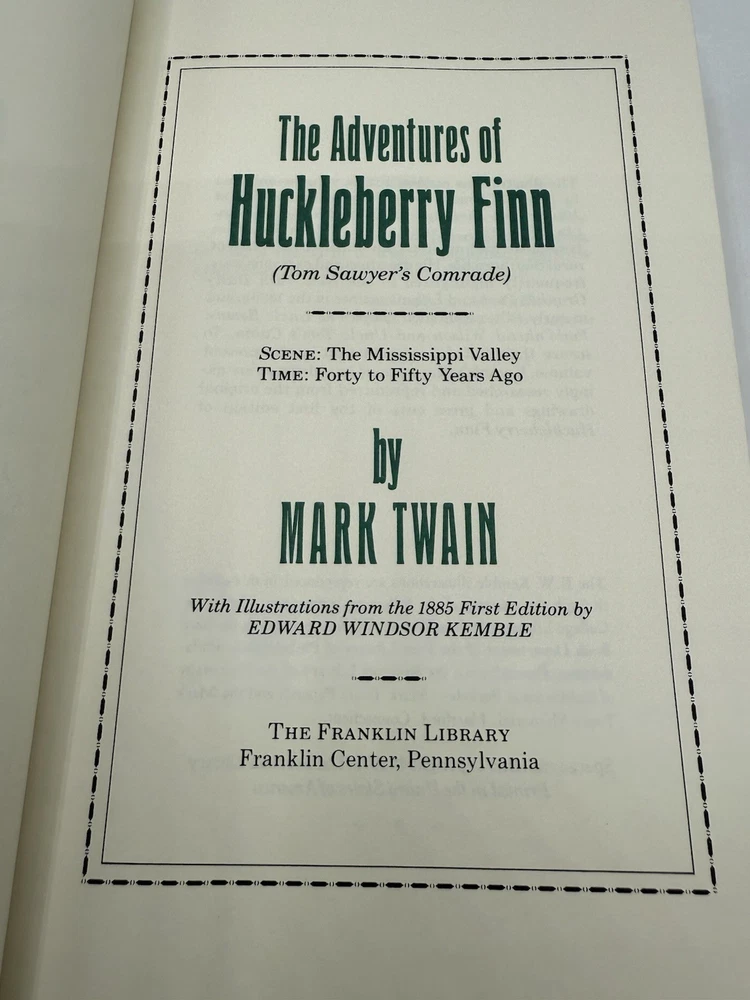 The Adventures of
Huckleberry Finn
(Tom Sawyer's Comrade)
SCENE: The Mississippi Valley
TIME: Forty to Fifty Years Ago
by
MARK TWAIN
With Illustrations from the 1885 First Edition by
EDWARD WINDSOR KEMBLE
THE FRANKLIN LIBRARY
Franklin Center, Pennsylvania